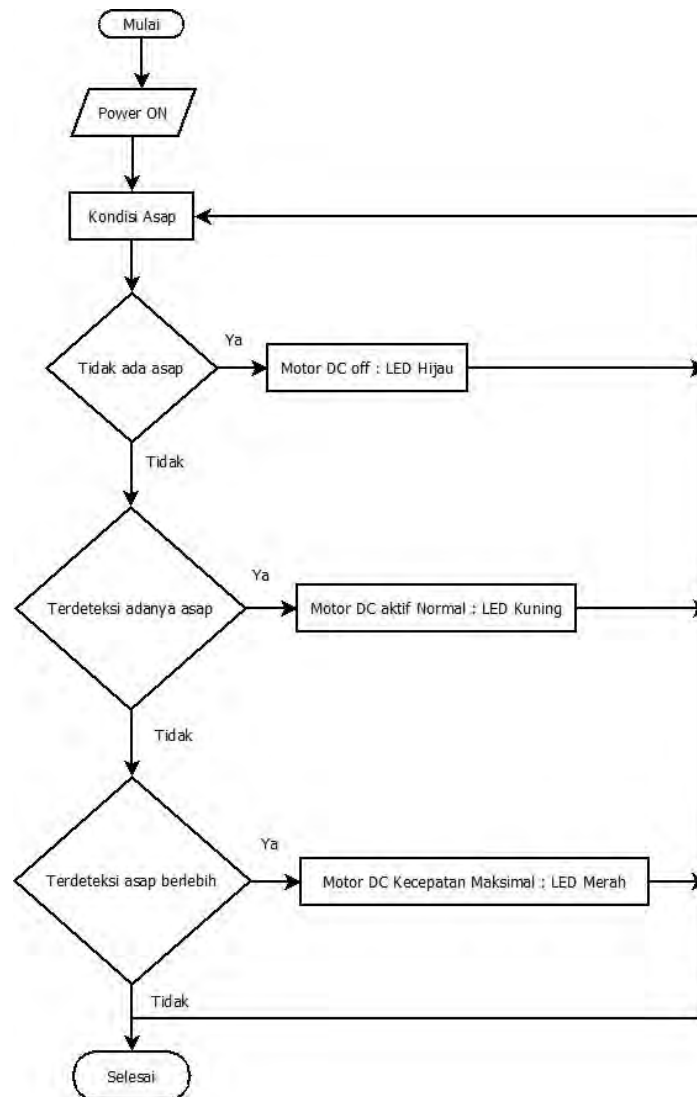 Mulai
Power ON
Kondisi Asap
Tidak ada asap
Ya
Motor DC off : LED Hijau
Tidak
Terdeteksi adanya asap
Ya
Motor DC aktif Normal : LED Kuning
Tidak
Terdeteksi asap berlebih
Ya
Motor DC Kecepatan Maksimal : LED Merah
Tidak
Selesai